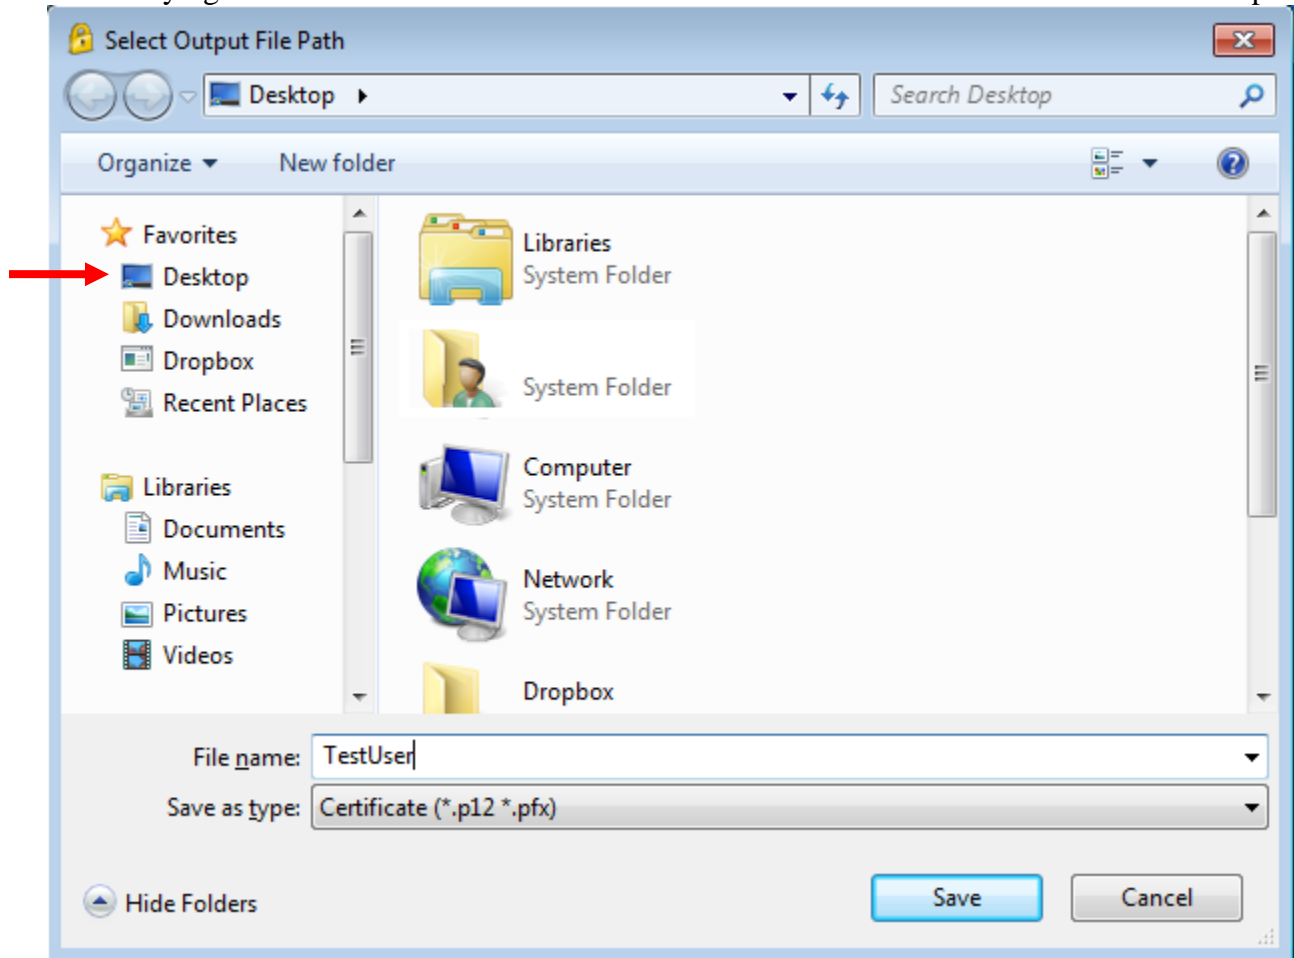 Select Output File Path
Desktop
Search Desktop
Organize
New folder
Favorites
Desktop
Downloads
Dropbox
Recent Places
Libraries
Documents
Music
Pictures
Videos
Libraries
System Folder
System Folder
Computer
System Folder
Network
System Folder
Dropbox
File name: TestUser
Save as type: Certificate (*.p12 *.pfx)
Hide Folders
Save
Cancel